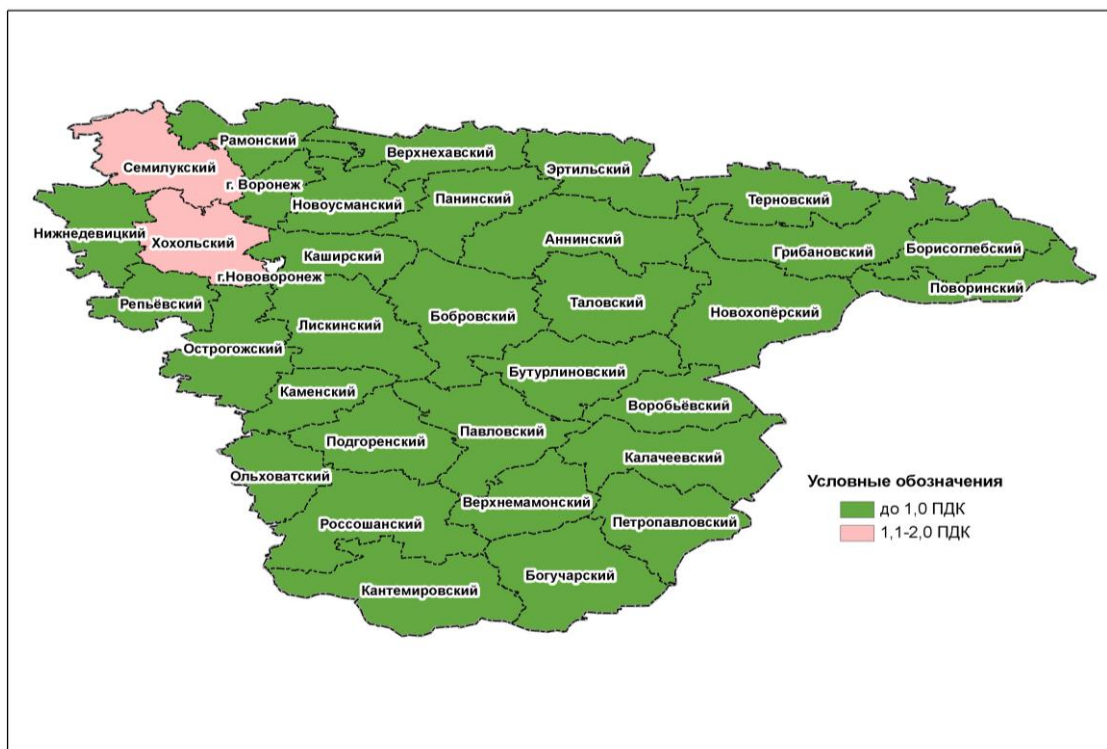 Рамонский
Верхнехавский
Эртильский
Семилукский
г. Воронеж
Новоусманский
Панинский
Терновский
Нижнедевицкий
Хохольский
Каширский
Аннинский
Грибановский
Борисоглебский
г.Нововоронеж
Поворинский
Репьёвский
Лискинский
Бобровский
Таловский
Новохопёрский
Острогожский
Каменский
Бутурлиновский
Воробьёвский
Подгоренский
Павловский
Калачеевский
Ольховатский
Верхнемамонский
Россошанский
Петропавловский
Кантемировский
Богучарский
Условные обозначения
до 1,0 ПДК
1,1-2,0 ПДК